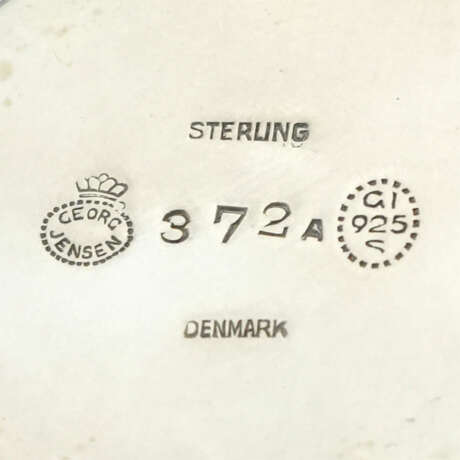 STERLING
GEORG
JENSEN
372A
GI
925
S
DENMARK